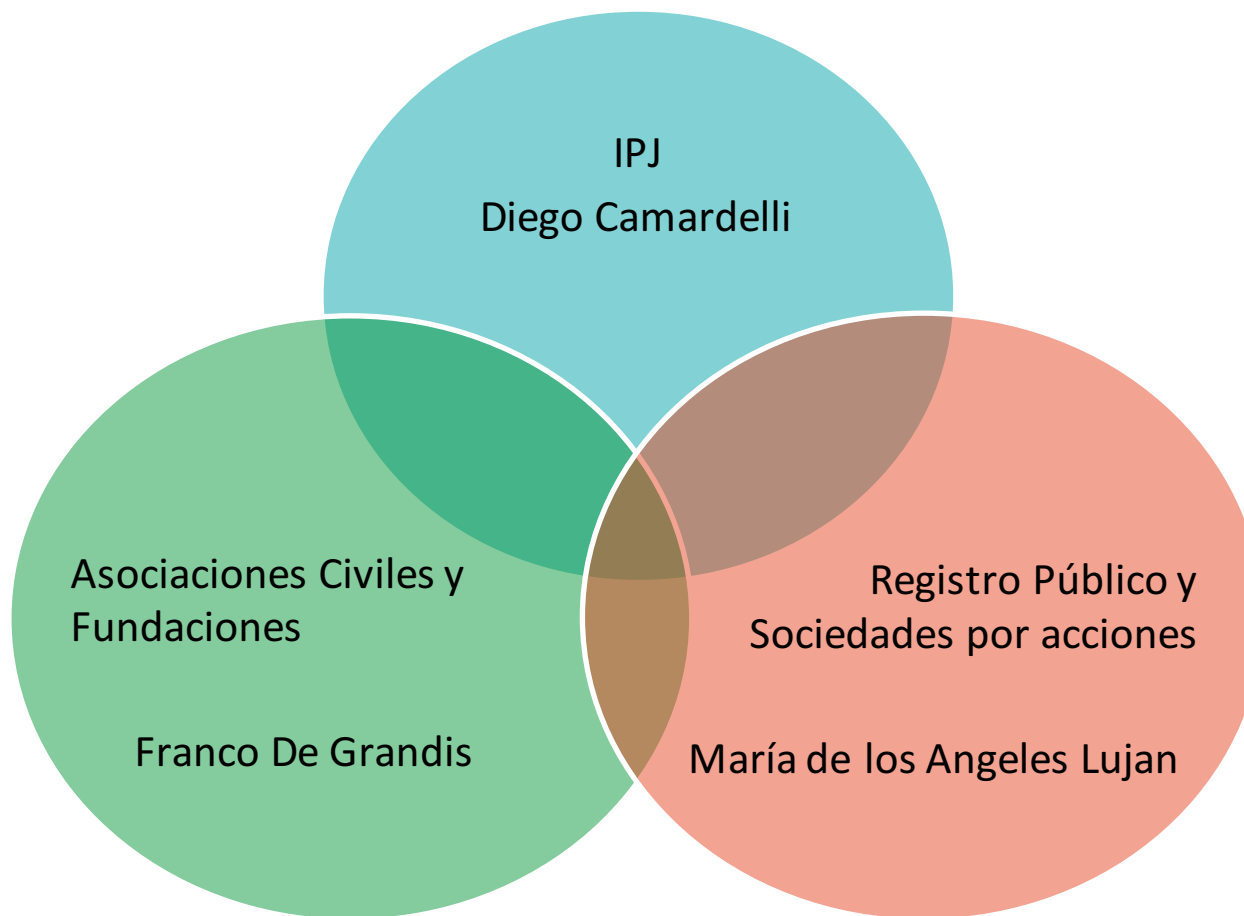 IPJ
Diego Camardelli
Asociaciones Civiles y
Fundaciones
Franco De Grandis
Registro Público y
Sociedades por acciones
María de los Angeles Lujan